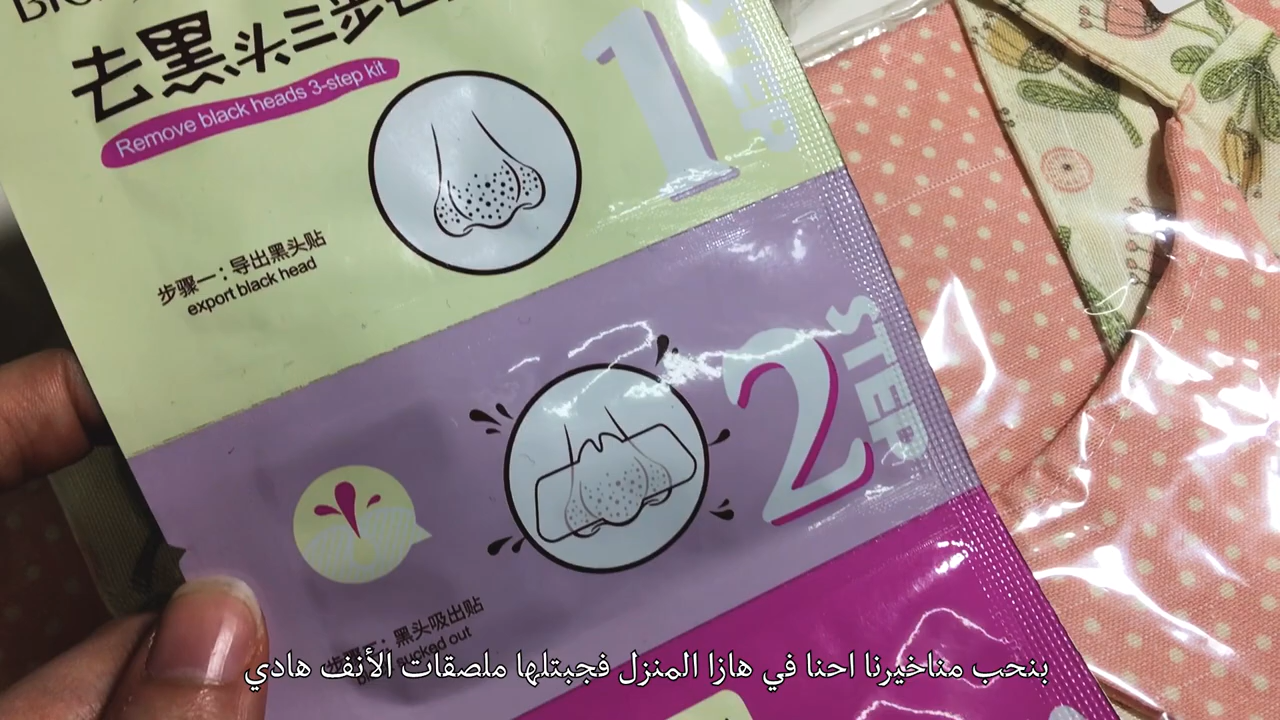 去黑头三步
Remove black heads 3-step kit
1
步骤一：导出黑头贴
export black head
2
STEP
黑头吸出贴
sucked out
بنحب مناخيرنا احنا في هازا المنزل فجبتلها ملصقات الأنف هادي